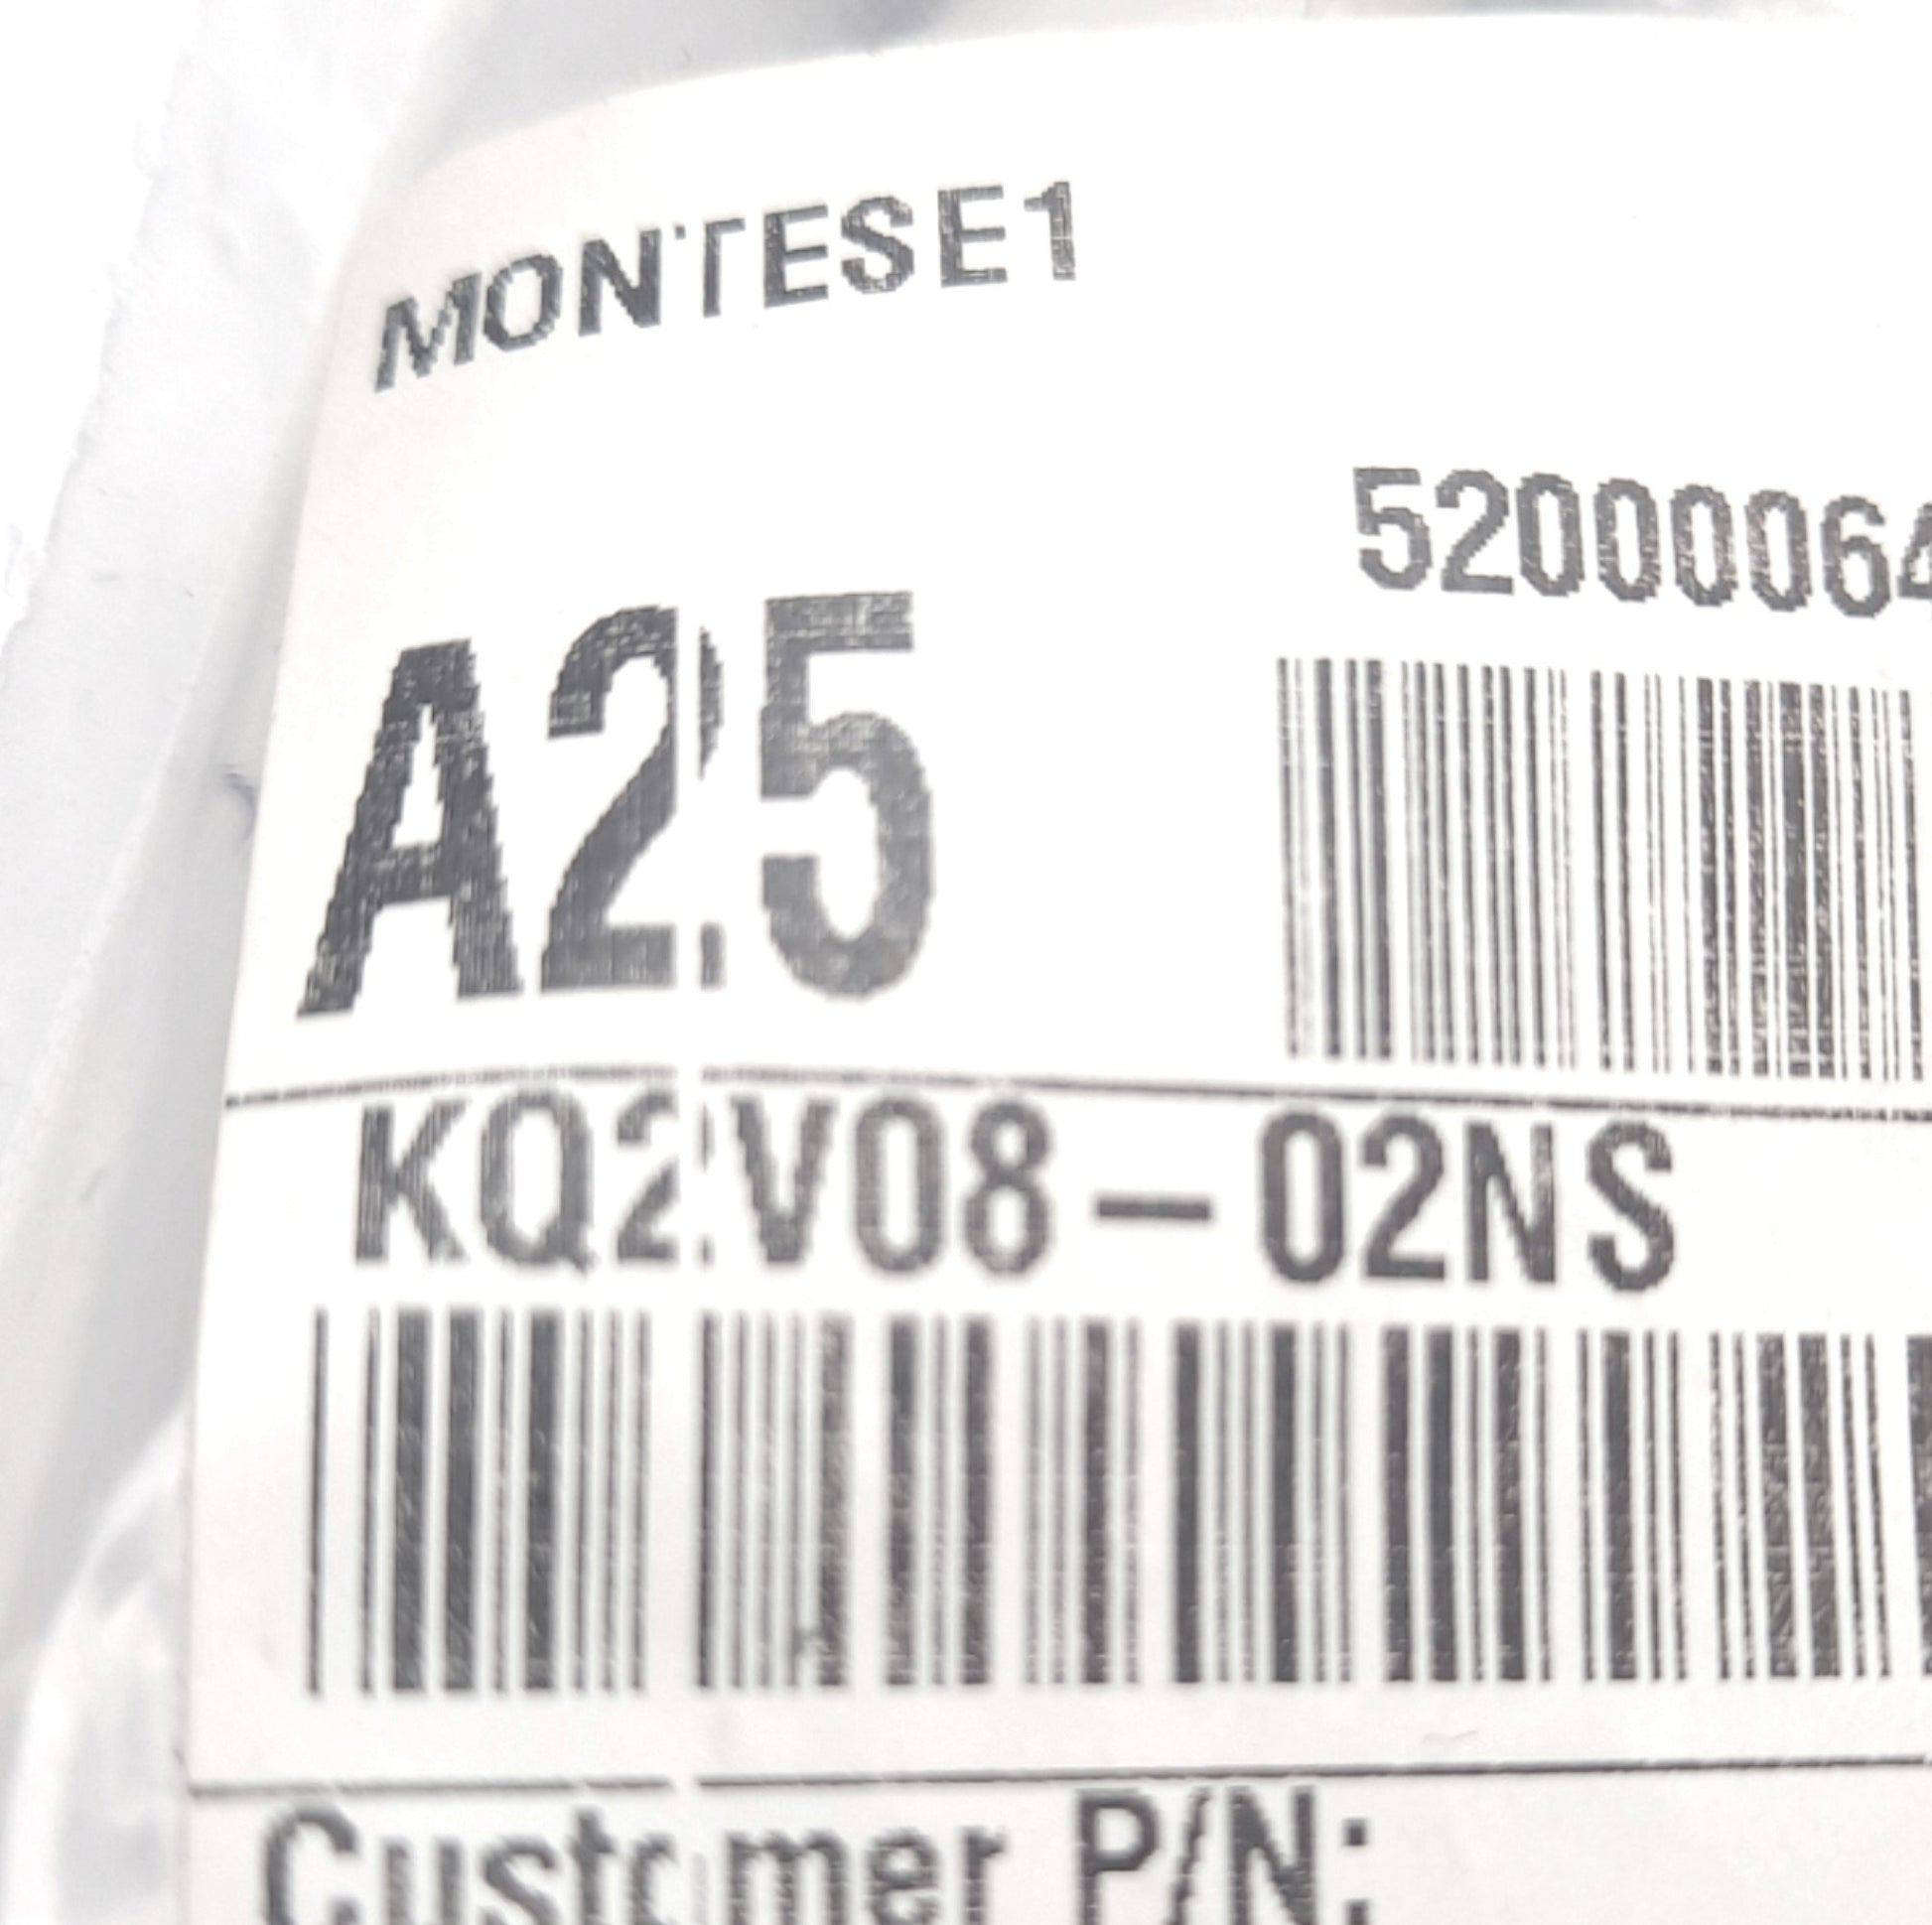 MONTESE1
52000064
A25
KQ2V08-02NS
Customer P/N: